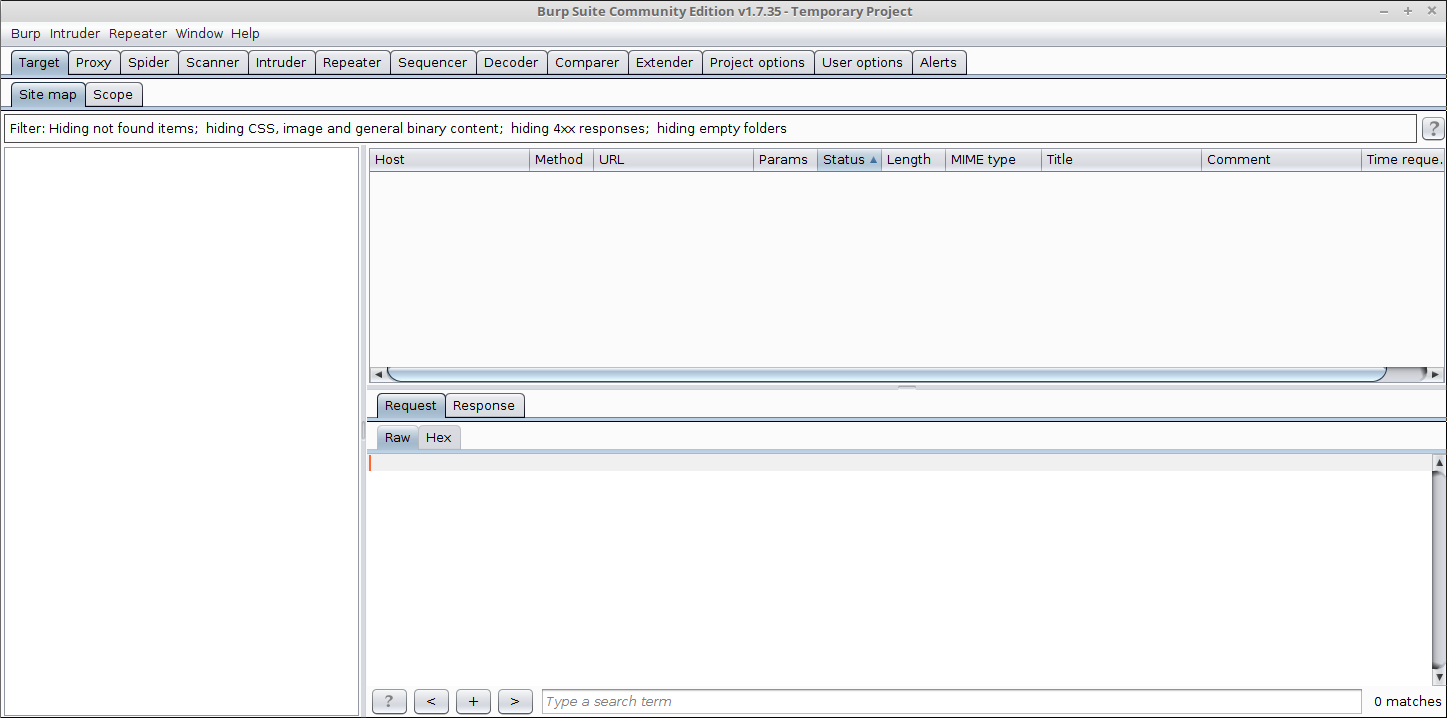 Burp Suite Community Edition v1.7.35 - Temporary Project
Burp Intruder Repeater Window Help
Target Proxy Spider Scanner Intruder Repeater Sequencer Decoder Comparer Extender Project options User options Alerts
Site map Scope
Filter: Hiding not found items; hiding CSS, image and general binary content; hiding 4xx responses; hiding empty folders ?
Host Method URL Params Status Length MIME type Title Comment Time reque.
Request Response
Raw Hex
? < + > Type a search term 0 matches